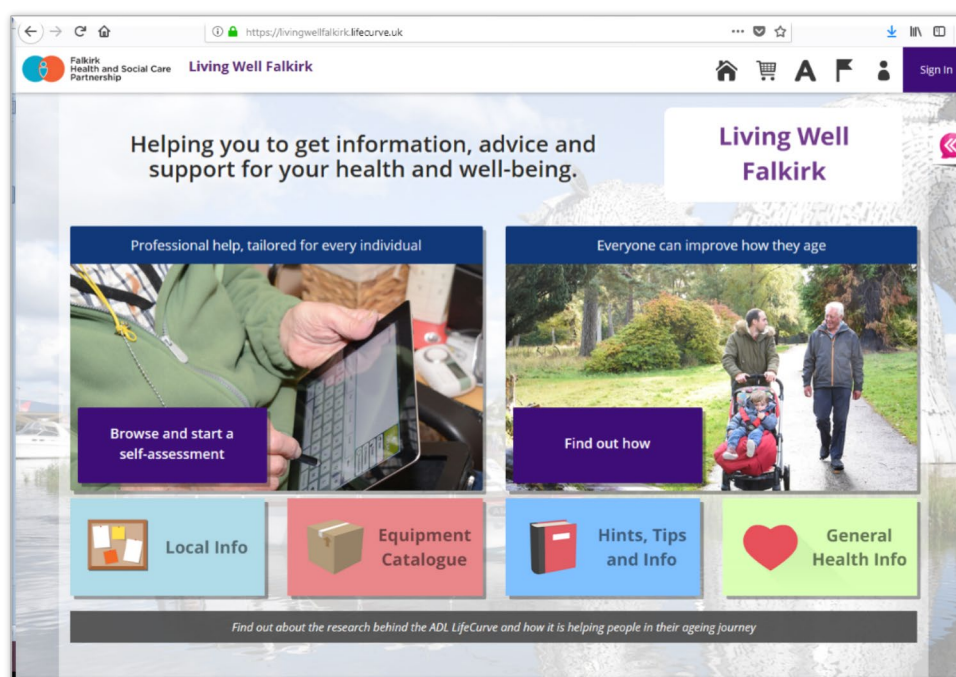 https://livingwellfalkirk.lifecurve.uk
Falkirk
Health and Social Care
Partnership
Living Well Falkirk
A
Sign In
Helping you to get information, advice and
support for your health and well-being.
Living Well
Falkirk
Professional help, tailored for every individual
Everyone can improve how they age
Browse and start a
self-assessment
Find out how
Local Info
Equipment
Catalogue
Hints, Tips
and Info
General
Health Info
Find out about the research behind the ADL LifeCurve and how it is helping people in their ageing journey